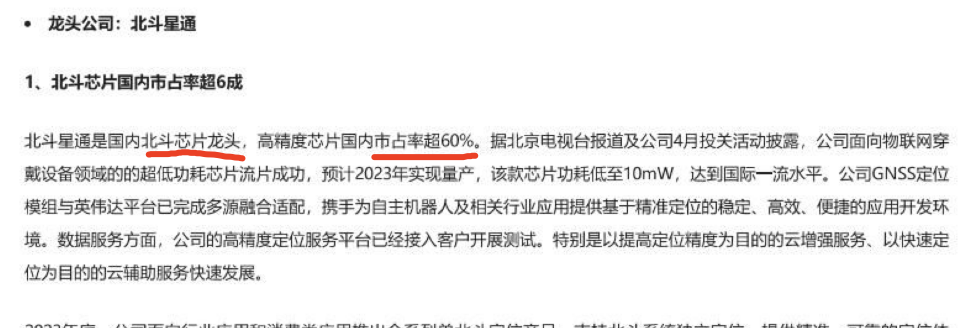 • 龙头公司：北斗星通
1、北斗芯片国内市占率超6成
北斗星通是国内北斗芯片龙头，高精度芯片国内市占率超60%。据北京电视台报道及公司4月投关活动披露，公司面向物联网穿
戴设备领域的的超低功耗芯片流片成功，预计2023年实现量产，该款芯片功耗低至10mW，达到国际一流水平。公司GNSS定位
模组与英伟达平台已完成多源融合适配，携手为自主机器人及相关行业应用提供基于精准定位的稳定、高效、便捷的应用开发环
境。数据服务方面，公司的高精度定位服务平台已经接入客户开展测试。特别是以提高定位精度为目的的云增强服务、以快速定
位为目的的云辅助服务快速发展。